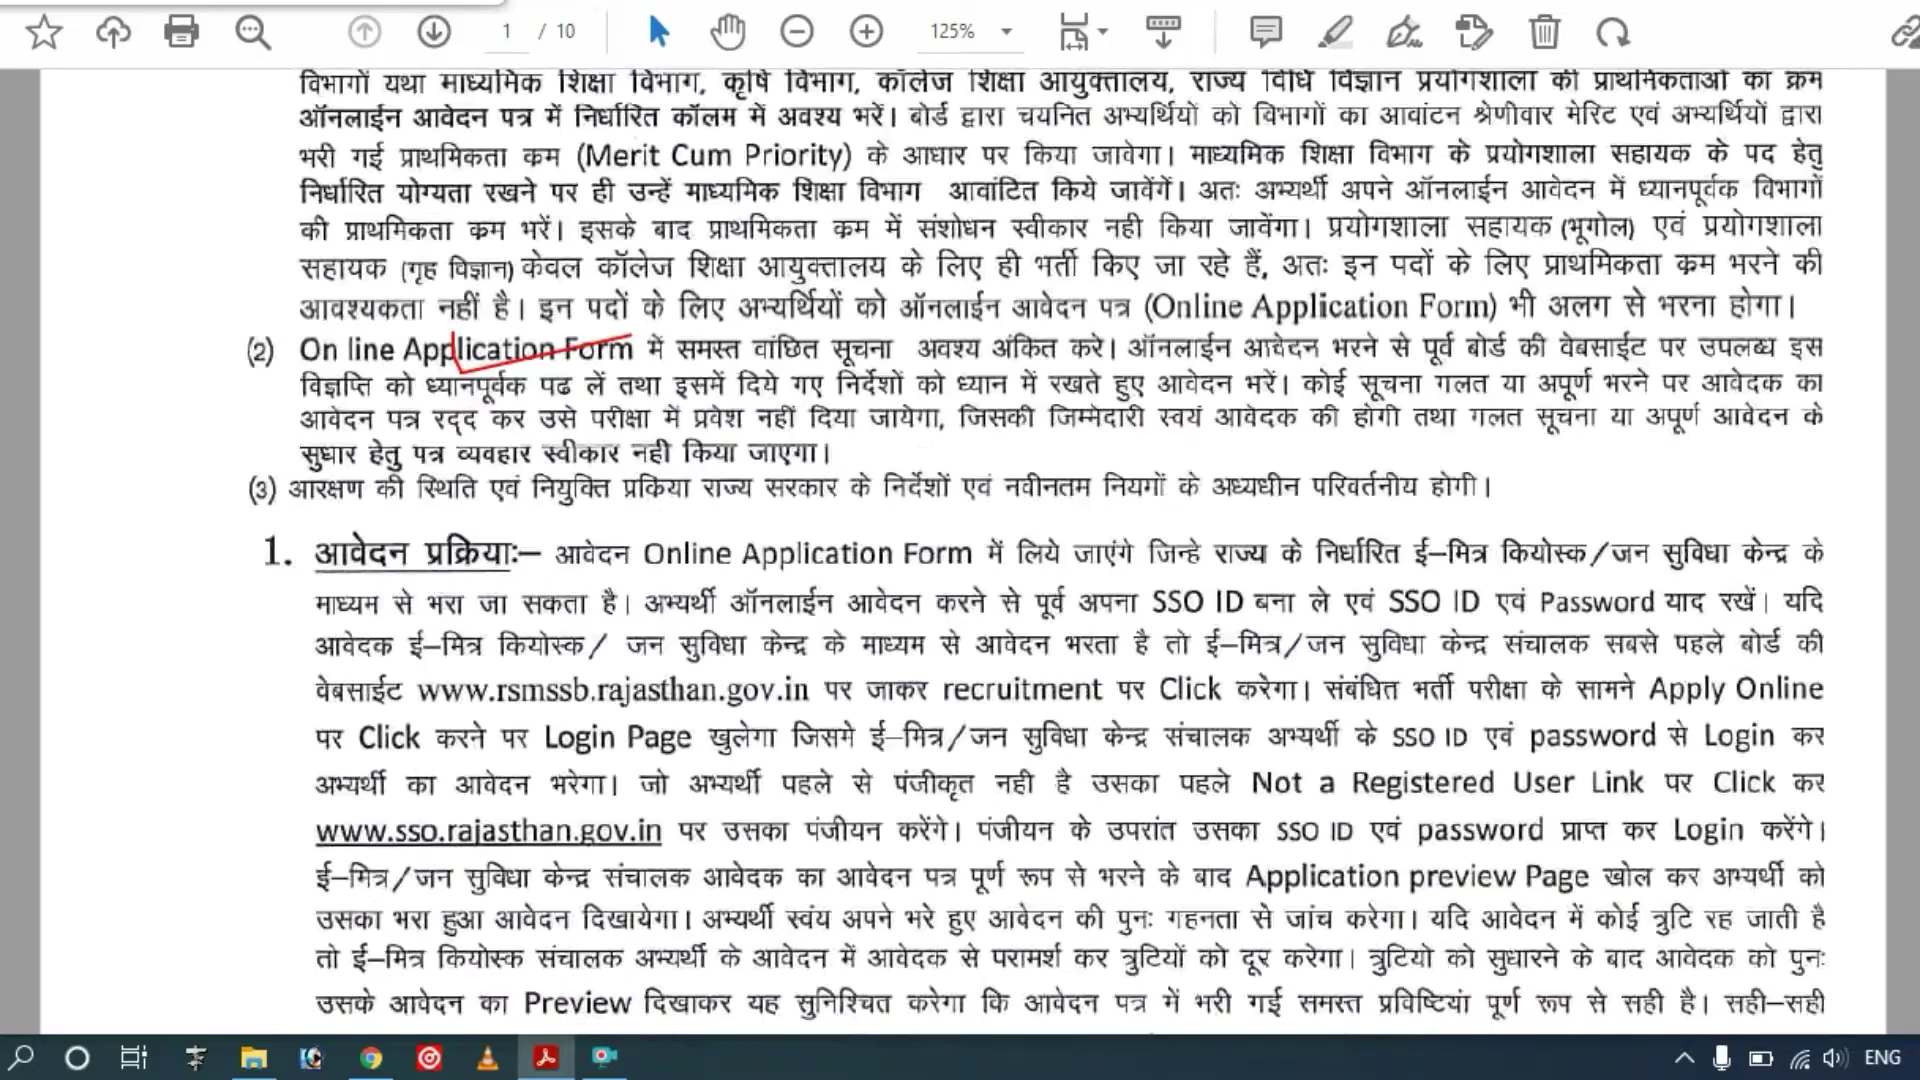 1 / 10 125%
विभागों यथा माध्यमिक शिक्षा विभाग, कृषि विभाग, कॉलेज शिक्षा आयुक्तालय, राज्य विधि विज्ञान प्रयोगशाला की प्राथमिकताओं का क्रम
ऑनलाईन आवेदन पत्र में निर्धारित कॉलम में अवश्य भरें। बोर्ड द्वारा चयनित अभ्यर्थियों को विभागों का आवांटन श्रेणीवार मेरिट एवं अभ्यर्थियों द्वारा
भरी गई प्राथमिकता क्रम (Merit Cum Priority) के आधार पर किया जावेगा। माध्यमिक शिक्षा विभाग के प्रयोगशाला सहायक के पद हेतु
निर्धारित योग्यता रखने पर ही उन्हें माध्यमिक शिक्षा विभाग आवांटित किये जावेंगें। अतः अभ्यर्थी अपने ऑनलाईन आवेदन में ध्यानपूर्वक विभागों
की प्राथमिकता क्रम भरें। इसके बाद प्राथमिकता क्रम में संशोधन स्वीकार नही किया जावेंगा। प्रयोगशाला सहायक (भूगोल) एवं प्रयोगशाला
सहायक (गृह विज्ञान) केवल कॉलेज शिक्षा आयुक्तालय के लिए ही भर्ती किए जा रहे हैं, अतः इन पदों के लिए प्राथमिकता क्रम भरने की
आवश्यकता नहीं है। इन पदों के लिए अभ्यर्थियों को ऑनलाईन आवेदन पत्र (Online Application Form) भी अलग से भरना होगा।
(2) On line Application Form में समस्त वांछित सूचना अवश्य अंकित करे। ऑनलाईन आवेदन भरने से पूर्व बोर्ड की वेबसाईट पर उपलब्ध इस
विज्ञप्ति को ध्यानपूर्वक पढ लें तथा इसमें दिये गए निर्देशों को ध्यान में रखते हुए आवेदन भरें। कोई सूचना गलत या अपूर्ण भरने पर आवेदक का
आवेदन पत्र रद्द कर उसे परीक्षा में प्रवेश नहीं दिया जायेगा, जिसकी जिम्मेदारी स्वयं आवेदक की होगी तथा गलत सूचना या अपूर्ण आवेदन के
सुधार हेतु पत्र व्यवहार स्वीकार नही किया जाएगा।
(3) आरक्षण की स्थिति एवं नियुक्ति प्रकिया राज्य सरकार के निर्देशों एवं नवीनतम नियगों के अध्यधीन परिवर्तनीय होगी।
1. आवेदन प्रक्रियाः– आवेदन Online Application Form में लिये जाएंगे जिन्हे राज्य के निर्धारित ई–मित्र कियोस्क/जन सुविधा केन्द्र के
माध्यम से भरा जा सकता है। अभ्यर्थी ऑनलाईन आवेदन करने से पूर्व अपना SSO ID बना ले एवं SSO ID एवं Password याद रखें। यदि
आवेदक ई–मित्र कियोस्क/ जन सुविधा केन्द्र के माध्यम से आवेदन भरता है तो ई–मित्र/जन सुविधा केन्द्र संचालक सबसे पहले बोर्ड की
वेबसाईट www.rsmssb.rajasthan.gov.in पर जाकर recruitment पर Click करेगा। संबंधित भर्ती परीक्षा के सामने Apply Online
पर Click करने पर Login Page खुलेगा जिसमे ई–मित्र/जन सुविधा केन्द्र संचालक अभ्यर्थी के SSO ID एवं password से Login कर
अभ्यर्थी का आवेदन भरेगा। जो अभ्यर्थी पहले से पंजीकृत नही है उसका पहले Not a Registered User Link पर Click कर
www.sso.rajasthan.gov.in पर उसका पंजीयन करेंगे। पंजीयन के उपरांत उसका SSO ID एवं password प्राप्त कर Login करेंगे।
ई–मित्र/जन सुविधा केन्द्र संचालक आवेदक का आवेदन पत्र पूर्ण रूप से भरने के बाद Application preview Page खोल कर अभ्यर्थी को
उसका भरा हुआ आवेदन दिखायेगा। अभ्यर्थी स्वंय अपने भरे हुए आवेदन की पुनः गहनता से जांच करेगा। यदि आवेदन में कोई त्रुटि रह जाती है
तो ई–मित्र कियोस्क संचालक अभ्यर्थी के आवेदन में आवेदक से परामर्श कर त्रुटियों को दूर करेगा। त्रुटियो को सुधारने के बाद आवेदक को पुनः
उसके आवेदन का Preview दिखाकर यह सुनिश्चित करेगा कि आवेदन पत्र में भरी गई समस्त प्रविष्टियां पूर्ण रूप से सही है। सही–सही
ENG